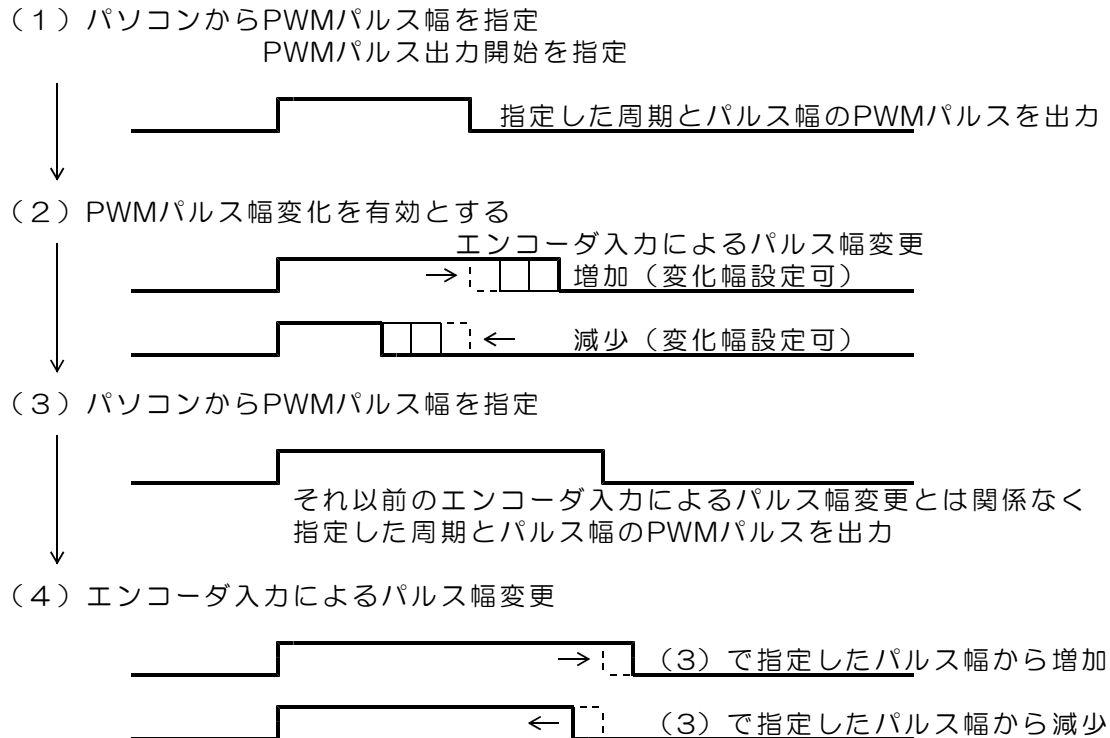 （１）パソコンからPWMパルス幅を指定
PWMパルス出力開始を指定
指定した周期とパルス幅のPWMパルスを出力
（２）PWMパルス幅変化を有効とする
エンコーダ入力によるパルス幅変更
増加（変化幅設定可）
減少（変化幅設定可）
（３）パソコンからPWMパルス幅を指定
それ以前のエンコーダ入力によるパルス幅変更とは関係なく
指定した周期とパルス幅のPWMパルスを出力
（４）エンコーダ入力によるパルス幅変更
（3）で指定したパルス幅から増加
（3）で指定したパルス幅から減少